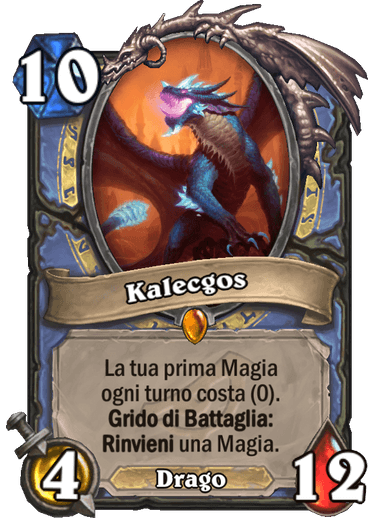 10
Kalecgos
La tua prima Magia
ogni turno costa (0).
Grido di Battaglia:
Rinvieni una Magia.
4
Drago
12